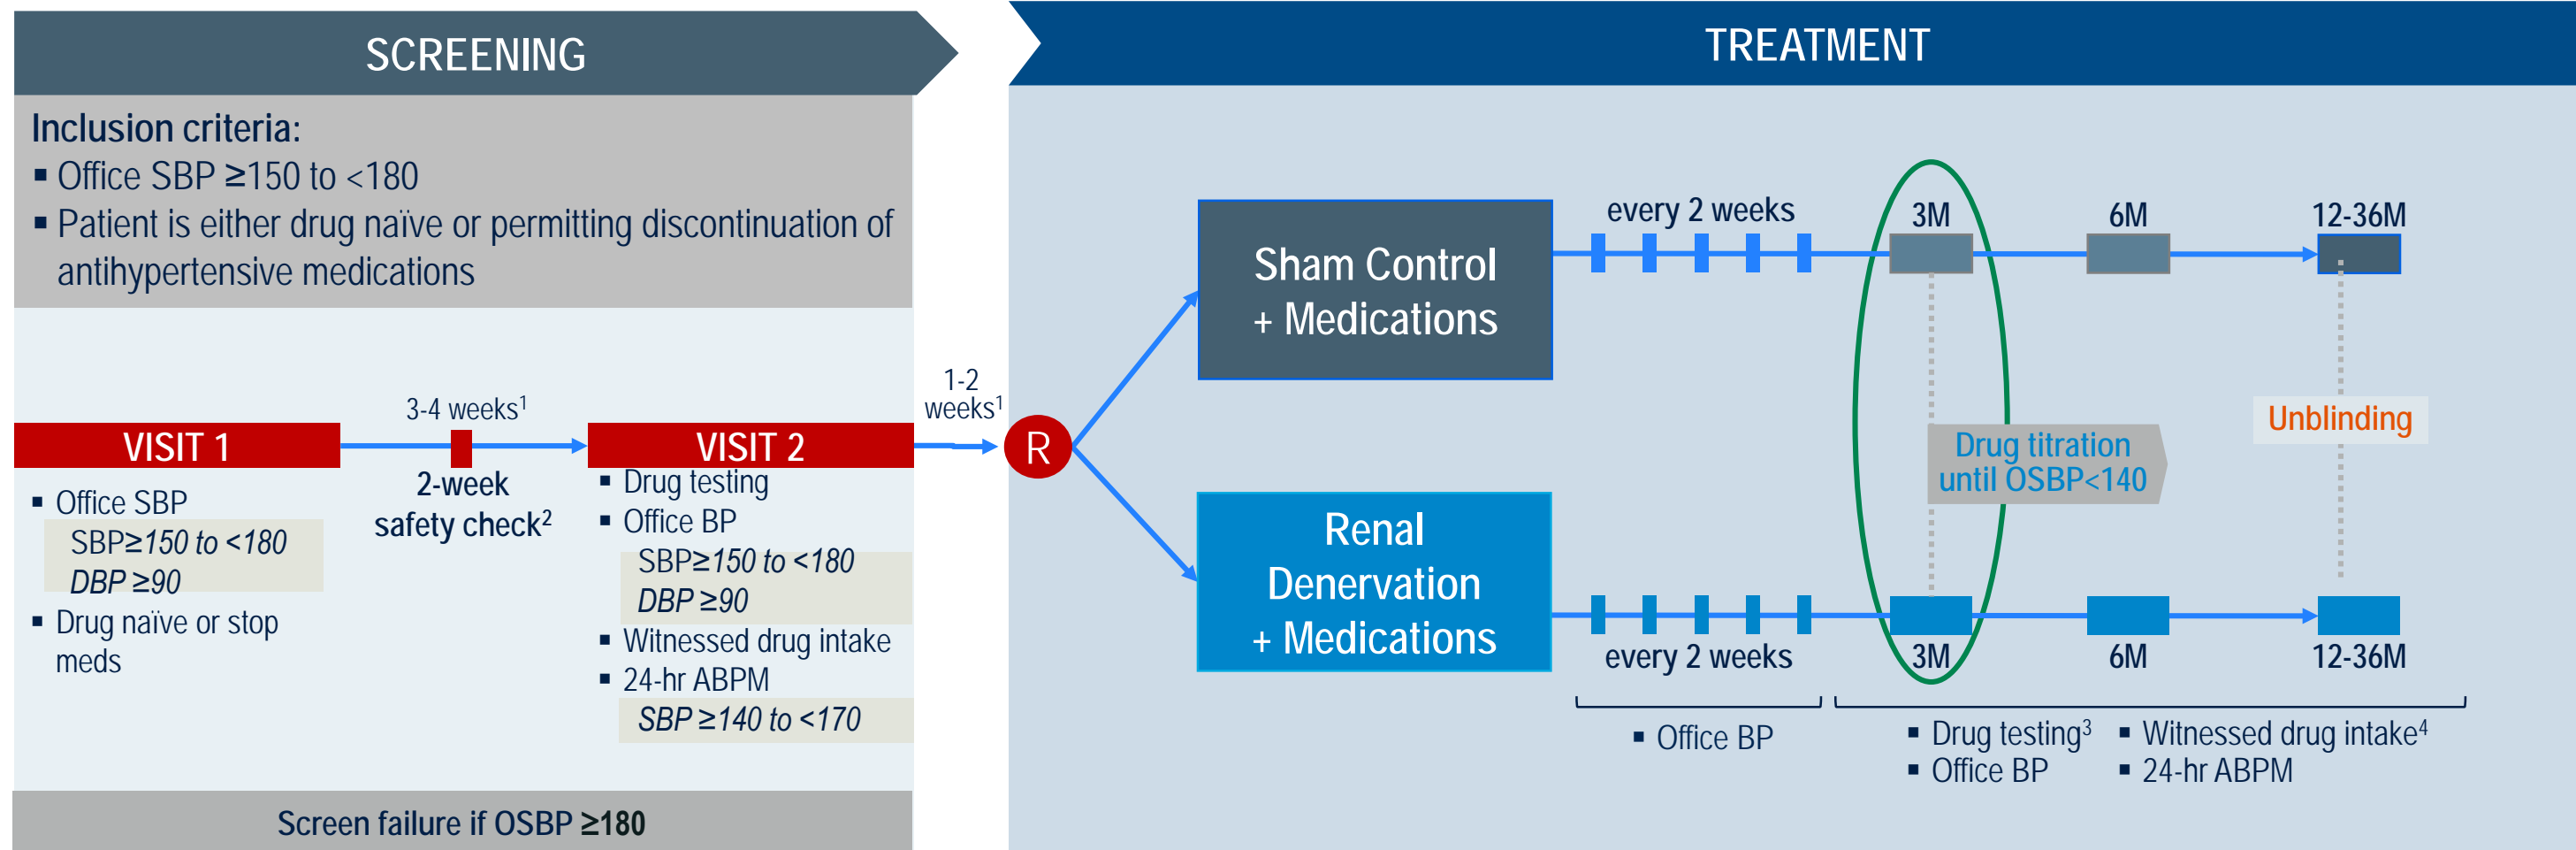 SCREENING
Inclusion criteria:
▪ Office SBP ≥150 to <180
▪ Patient is either drug naïve or permitting discontinuation of
antihypertensive medications
VISIT 1
3-4 weeks¹
2-week
safety check²
VISIT 2
1-2
weeks¹
▪ Office SBP
SBP≥150 to <180
DBP ≥90
▪ Drug naïve or stop
meds
▪ Drug testing
▪ Office BP
SBP≥150 to <180
DBP ≥90
▪ Witnessed drug intake
▪ 24-hr ABPM
SBP ≥140 to <170
Screen failure if OSBP ≥180
TREATMENT
R
Sham Control
+ Medications
every 2 weeks
3M
6M
12-36M
Drug titration
until OSBP<140
Unblinding
Renal
Denervation
+ Medications
every 2 weeks
3M
6M
12-36M
▪ Office BP
▪ Drug testing³
▪ Office BP
▪ Witnessed drug intake⁴
▪ 24-hr ABPM